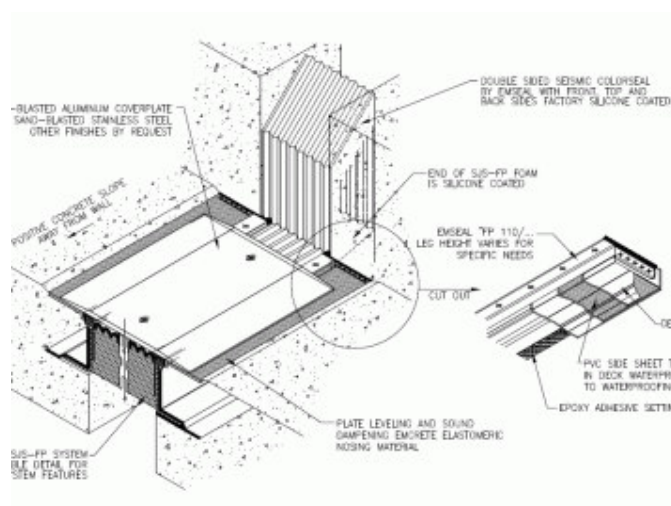 -BLASTED ALUMINUM COVERPLATE
SAND-BLASTED STAINLESS STEEL
OTHER FINISHES BY REQUEST
DOUBLE SIDED SEISMIC COLORSEAL
BY EMSEAL WITH FRONT, TOP AND
BACK SIDES FACTORY SILICONE COATED
POSITIVE CONCRETE SLOPE
AWAY FROM WALL
END OF SJS-FP FOAM
IS SILICONE COATED
EMSEAL FP 110/...
LEG HEIGHT VARIES FOR
SPECIFIC NEEDS
CUT OUT
DE
PVC SIDE SHEET T
IN DECK WATERPR
TO WATERPROOFIN
EPOXY ADHESIVE SETTIN
PLATE LEVELING AND SOUND
DAMPENING EMCRETE ELASTOMERIC
NOSING MATERIAL
SJS-FP SYSTEM
BLE DETAIL FOR
STEM FEATURES